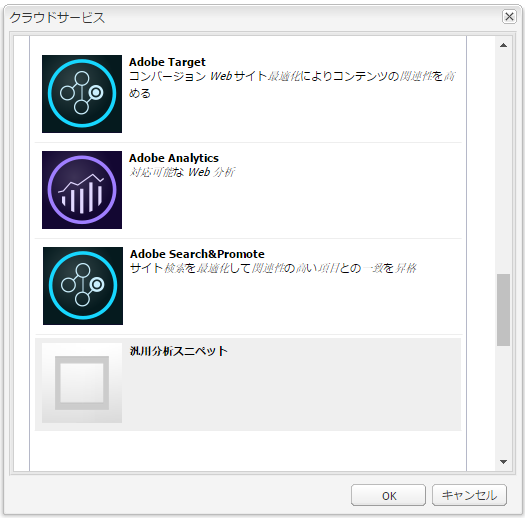 クラウドサービス
Adobe Target
コンバージョン Webサイト最適化によりコンテンツの関連性を高
める
Adobe Analytics
対応可能な Web 分析
Adobe Search&Promote
サイト検索を最適化して関連性の高い項目との一致を昇格
汎用分析スニペット
OK
キャンセル